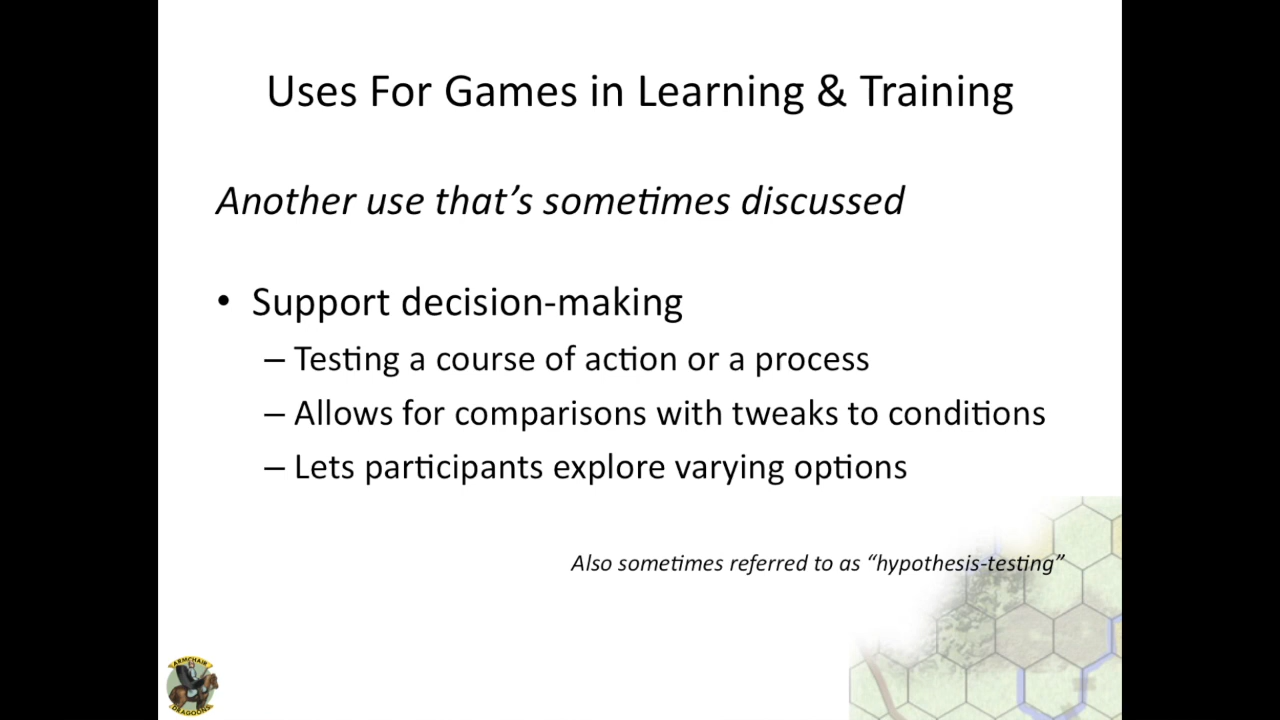 Uses For Games in Learning & Training
Another use that’s sometimes discussed
• Support decision-making
– Testing a course of action or a process
– Allows for comparisons with tweaks to conditions
– Lets participants explore varying options
Also sometimes referred to as “hypothesis-testing”
ARMCHAIR
DRAGOONS